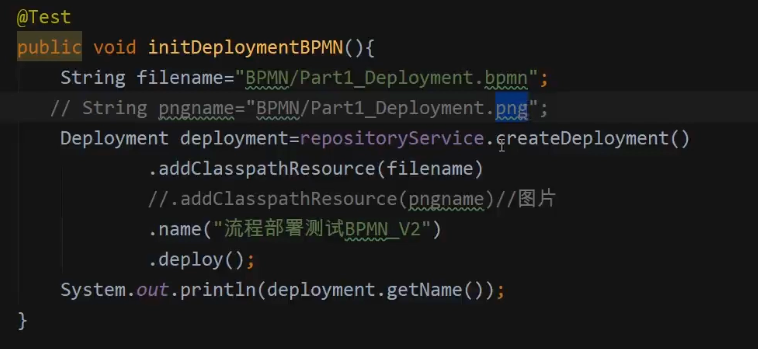 @Test
public void initDeploymentBPMN(){
String filename="BPMN/Part1_Deployment.bpmn";
// String pngname="BPMN/Part1_Deployment.png";
Deployment deployment=repositoryService.createDeployment()
.addClasspathResource(filename)
//.addClasspathResource(pngname)//图片
.name("流程部署测试BPMN_V2")
.deploy();
System.out.println(deployment.getName());
}